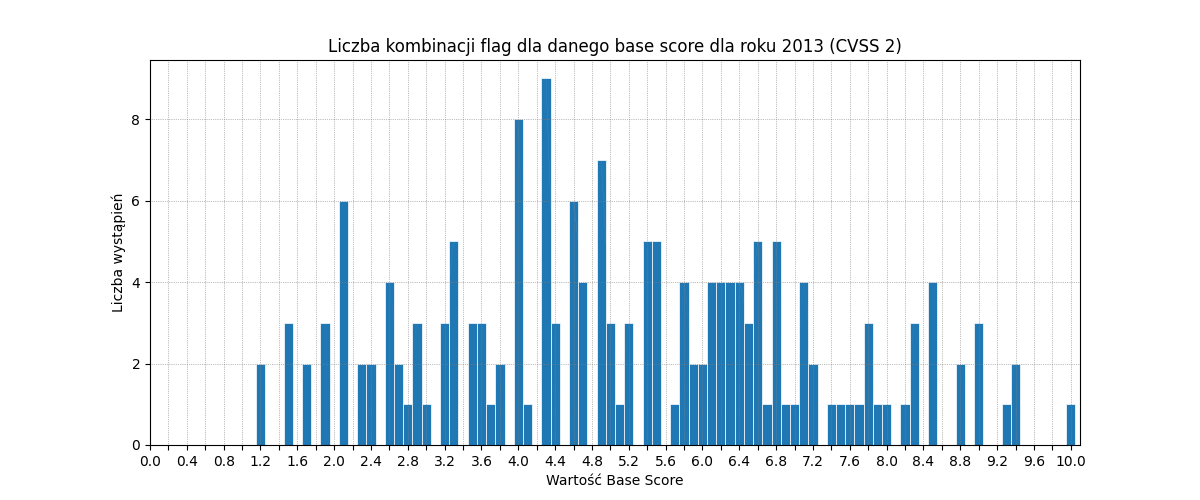 Liczba kombinacji flag dla danego base score dla roku 2013 (CVSS 2)
Liczba wystąpień
8
6
4
2
0
0.0 0.4 0.8 1.2 1.6 2.0 2.4 2.8 3.2 3.6 4.0 4.4 4.8 5.2 5.6 6.0 6.4 6.8 7.2 7.6 8.0 8.4 8.8 9.2 9.6 10.0
Wartość Base Score